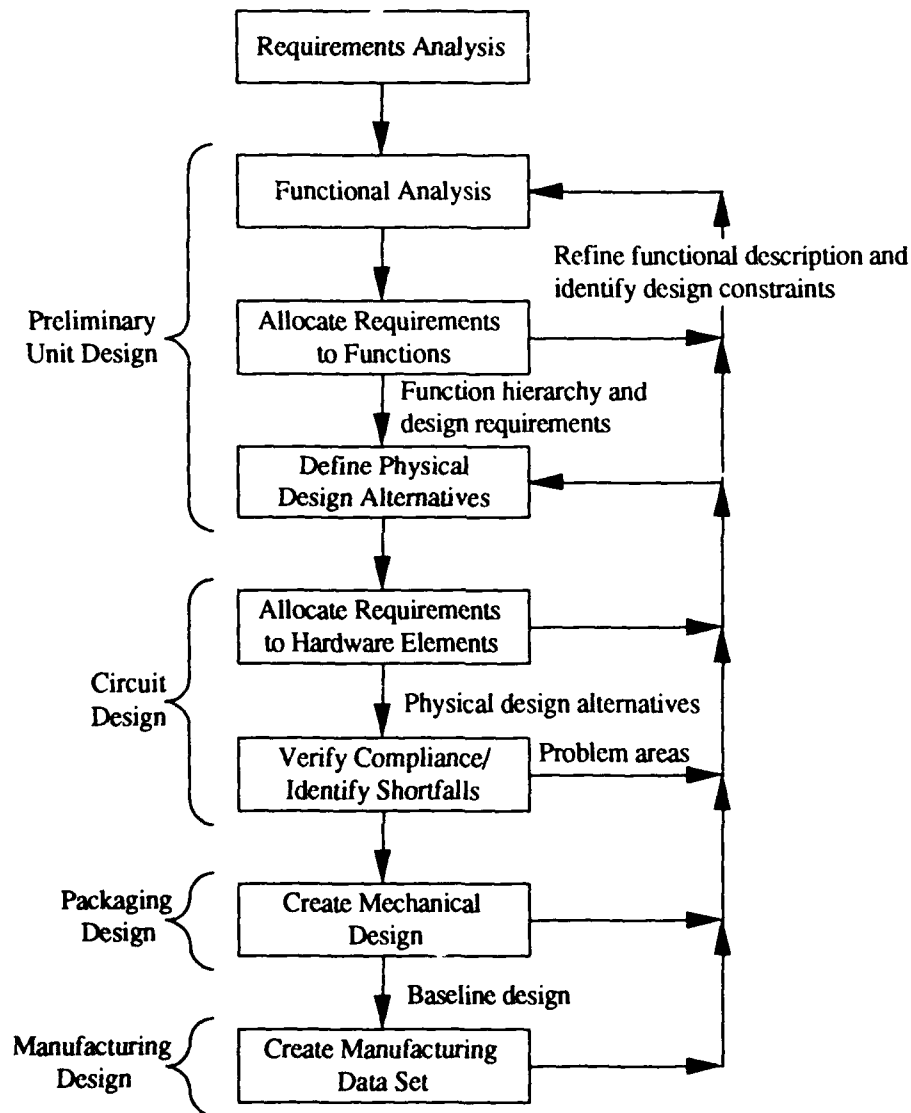 Requirements Analysis
Functional Analysis
Refine functional description and
identify design constraints
Preliminary
Unit Design
Allocate Requirements
to Functions
Function hierarchy and
design requirements
Define Physical
Design Alternatives
Allocate Requirements
to Hardware Elements
Circuit
Design
Physical design alternatives
Verify Compliance/
Identify Shortfalls
Problem areas
Packaging
Design
Create Mechanical
Design
Baseline design
Manufacturing
Design
Create Manufacturing
Data Set